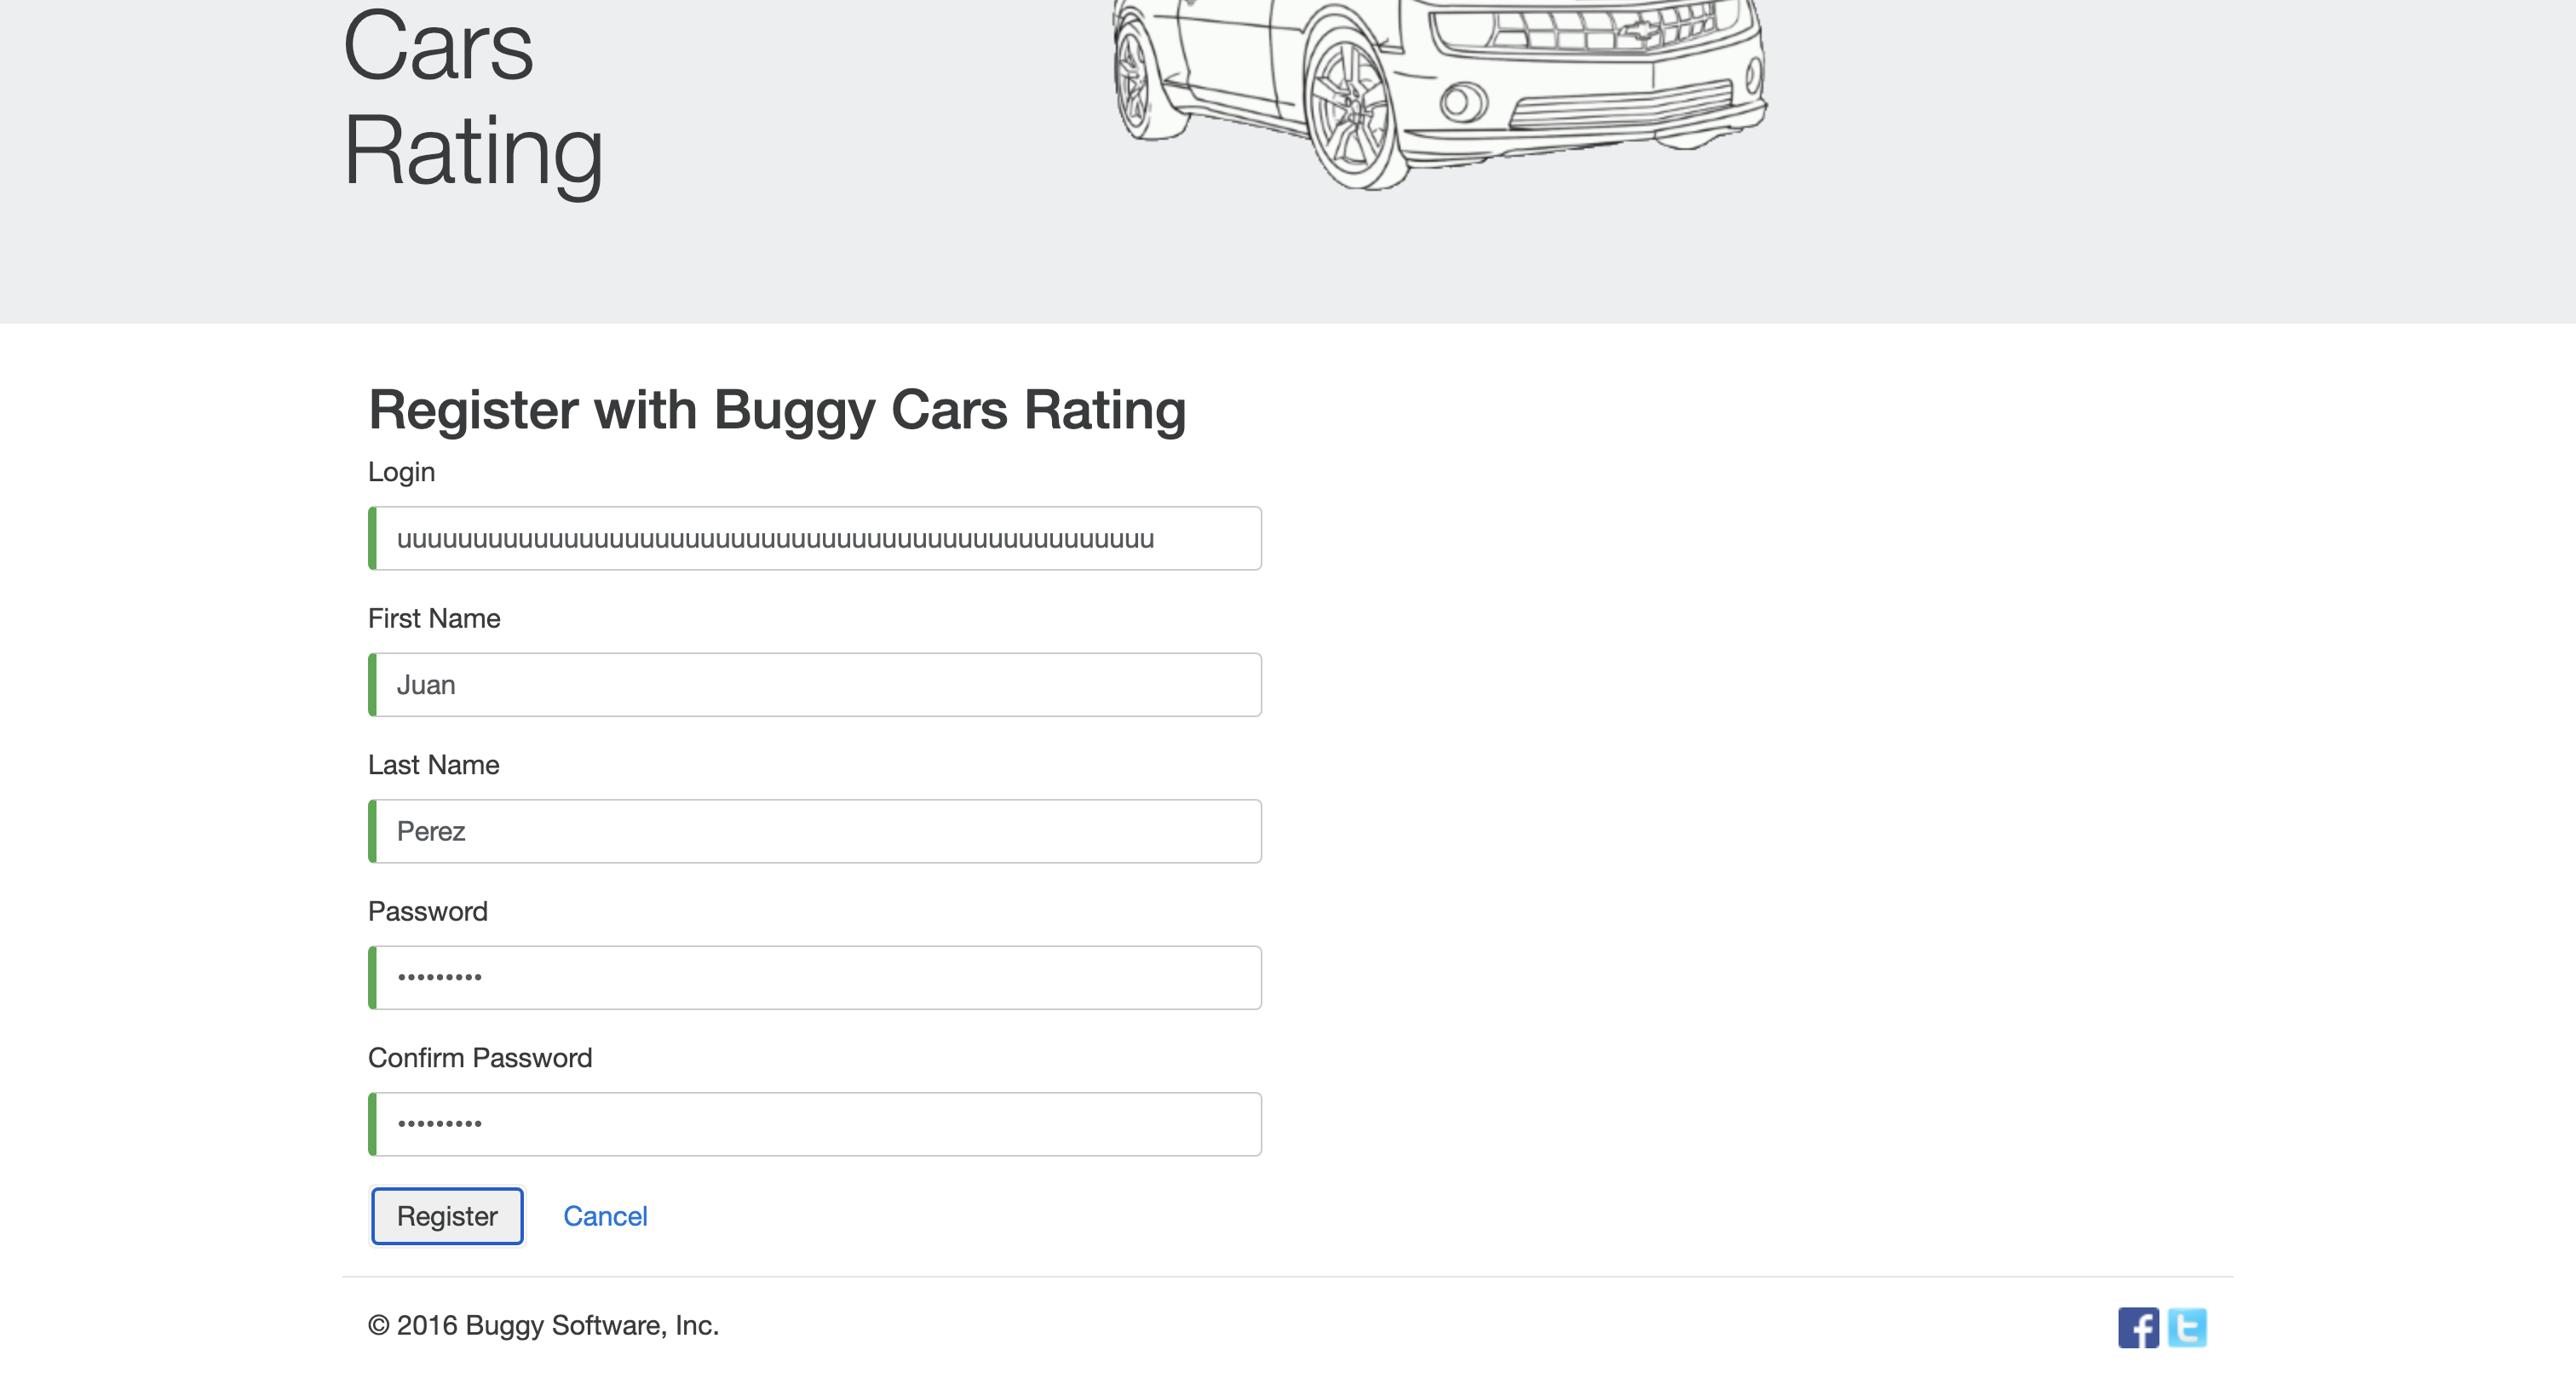 Cars
Rating
Register with Buggy Cars Rating
Login
uuuuuuuuuuuuuuuuuuuuuuuuuuuuuuuuuuuuuuuuuuuuuuuuuu
First Name
Juan
Last Name
Perez
Password
•••••••••
Confirm Password
•••••••••
Register Cancel
© 2016 Buggy Software, Inc.